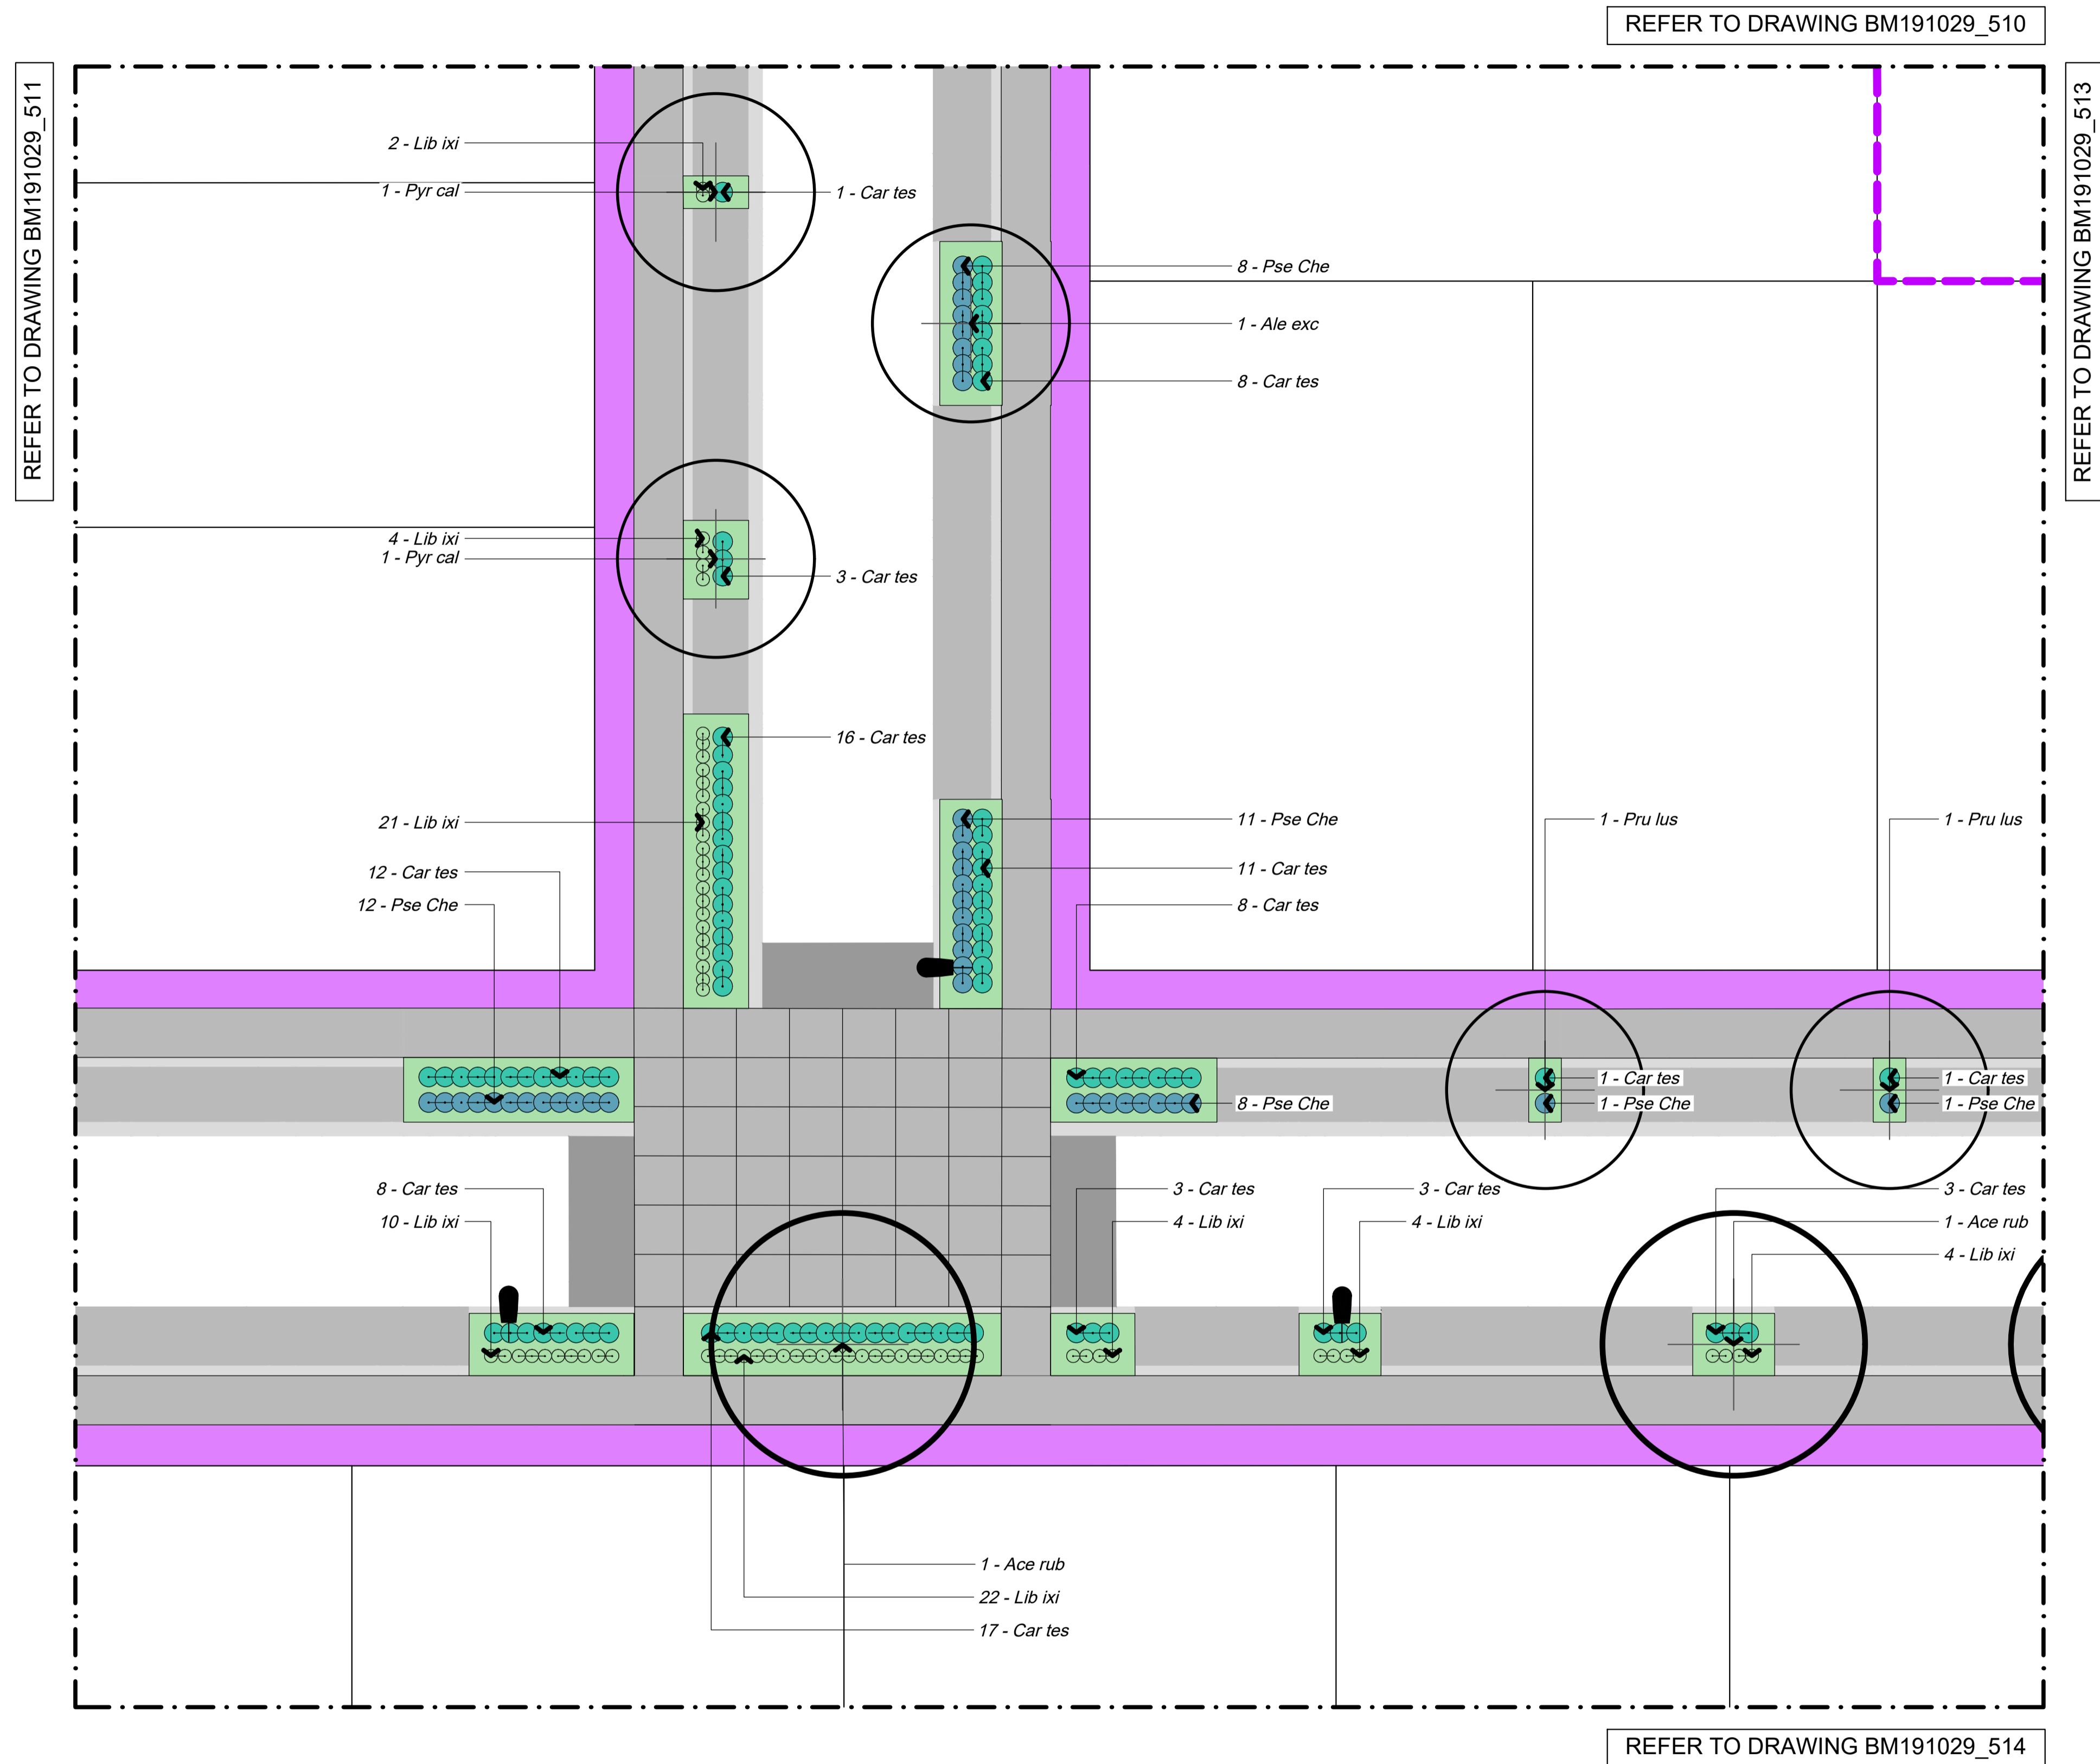 REFER TO DRAWING BM191029_510
REFER TO DRAWING BM191029_511
REFER TO DRAWING BM191029_513
2 - Lib ixi
1 - Pyr cal
1 - Car tes
8 - Pse Che
1 - Ale exc
8 - Car tes
4 - Lib ixi
1 - Pyr cal
3 - Car tes
16 - Car tes
21 - Lib ixi
12 - Car tes
12 - Pse Che
11 - Pse Che
11 - Car tes
8 - Car tes
1 - Pru lus
1 - Pru lus
1 - Car tes
1 - Pse Che
1 - Car tes
1 - Pse Che
8 - Pse Che
8 - Car tes
10 - Lib ixi
3 - Car tes
4 - Lib ixi
3 - Car tes
4 - Lib ixi
3 - Car tes
1 - Ace rub
4 - Lib ixi
1 - Ace rub
22 - Lib ixi
17 - Car tes
REFER TO DRAWING BM191029_514